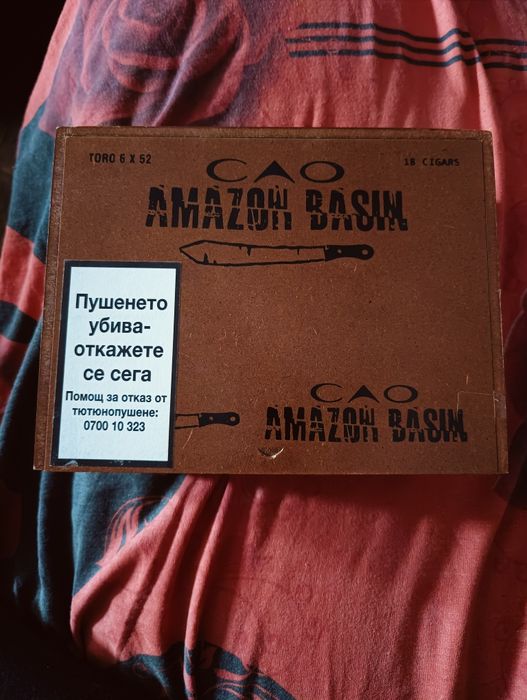 TORO 6 X 52
18 CIGARS
CAO
AMAZON BASIN
Пушенето
убива-
откажете
се сега
Помощ за отказ от
тютюнопушене:
0700 10 323
CAO
AMAZON BASIN